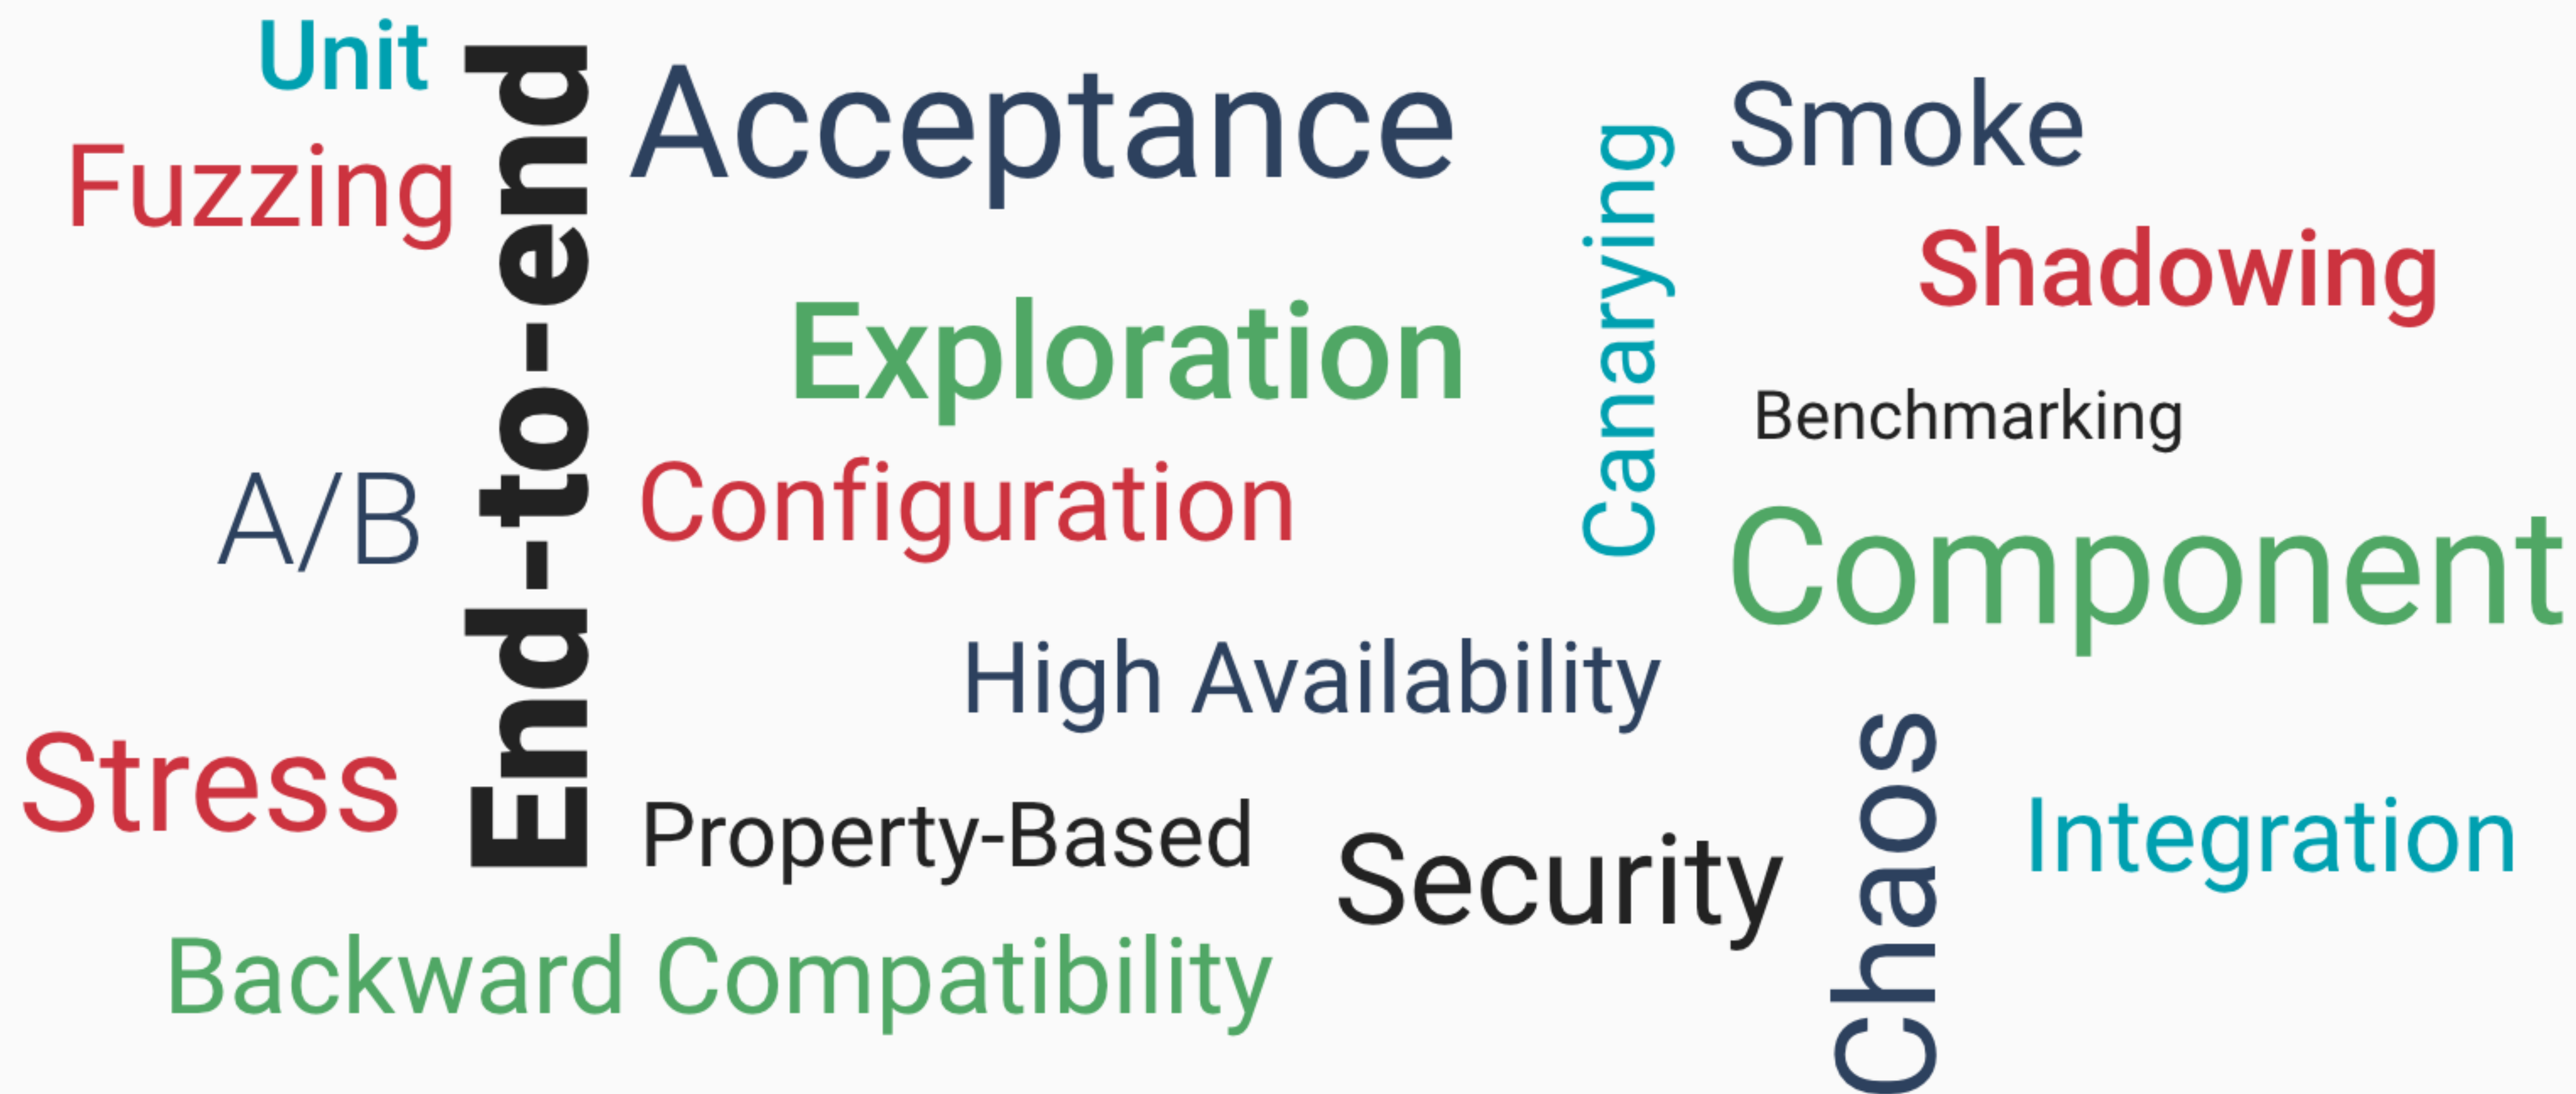 Unit
Fuzzing
End-to-end
Acceptance
Canarying
Smoke
Shadowing
Exploration
Benchmarking
A/B
Configuration
Component
High Availability
Stress
Property-Based
Security
Chaos
Integration
Backward Compatibility